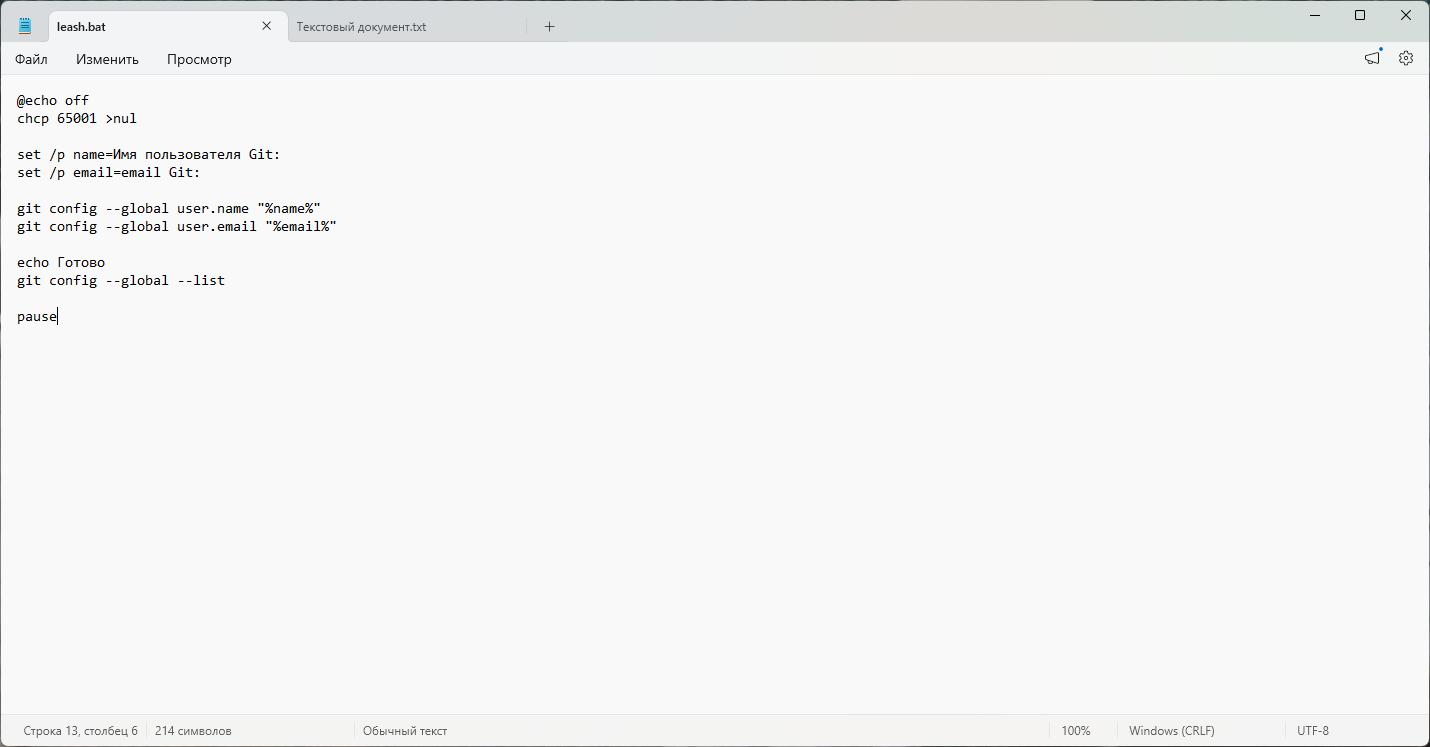 leash.bat
Текстовый документ.txt
Файл Изменить Просмотр
@echo off
chcp 65001 >nul
set /p name=Имя пользователя Git:
set /p email=email Git:
git config --global user.name "%name%"
git config --global user.email "%email%"
echo Готово
git config --global --list
pause
Строка 13, столбец 6 214 символов Обычный текст 100% Windows (CRLF) UTF-8